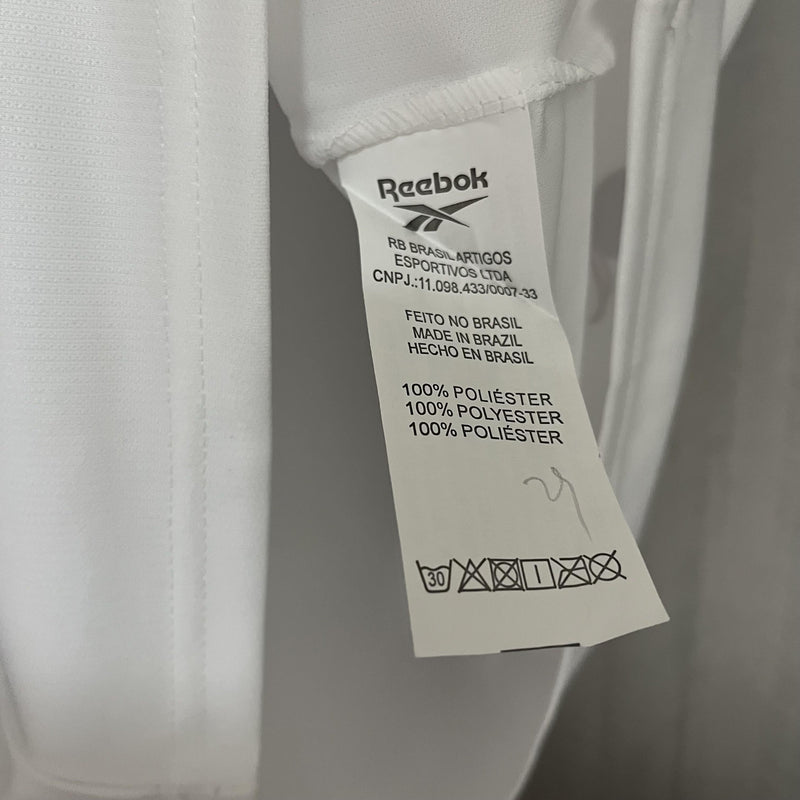 Reebok
RB BRASIL ARTIGOS
ESPORTIVOS LTDA
CNPJ.:11.098.433/0007-33
FEITO NO BRASIL
MADE IN BRAZIL
HECHO EN BRASIL
100% POLIÉSTER
100% POLYESTER
100% POLIÉSTER
30